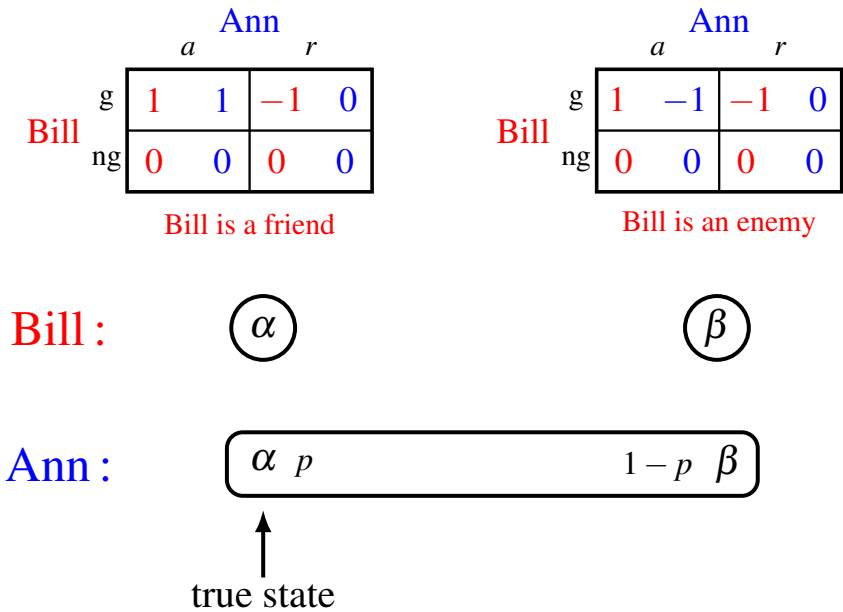 Ann Ann
a r a r
g 1 1 −1 0 g 1 −1 −1 0
Bill Bill
ng 0 0 0 0 ng 0 0 0 0
Bill is a friend Bill is an enemy
Bill : α β
Ann : α p 1 − p β
true state